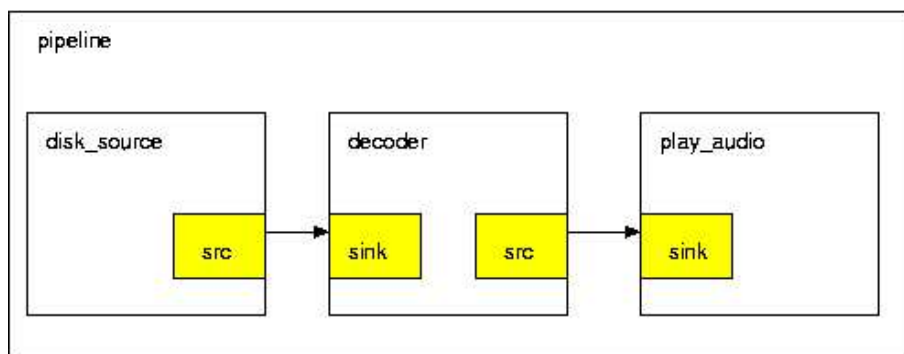 pipeline
disk_source
decoder
play_audio
src
sink
src
sink